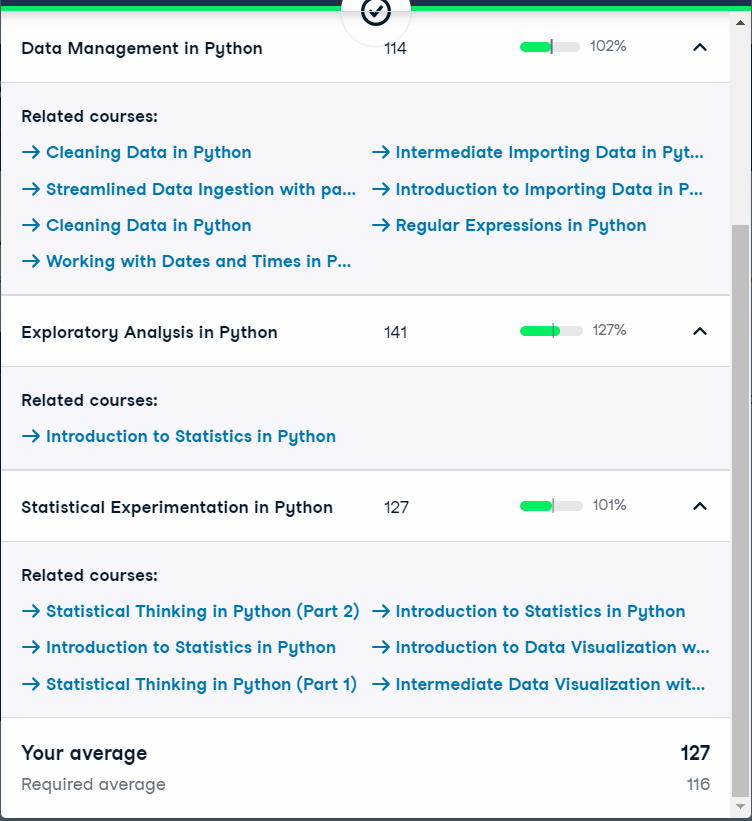 Data Management in Python 114 102%
Related courses:
→ Cleaning Data in Python → Intermediate Importing Data in Pyt...
→ Streamlined Data Ingestion with pa... → Introduction to Importing Data in P...
→ Cleaning Data in Python → Regular Expressions in Python
→ Working with Dates and Times in P...
Exploratory Analysis in Python 141 127%
Related courses:
→ Introduction to Statistics in Python
Statistical Experimentation in Python 127 101%
Related courses:
→ Statistical Thinking in Python (Part 2) → Introduction to Statistics in Python
→ Introduction to Statistics in Python → Introduction to Data Visualization w...
→ Statistical Thinking in Python (Part 1) → Intermediate Data Visualization wit...
Your average 127
Required average 116